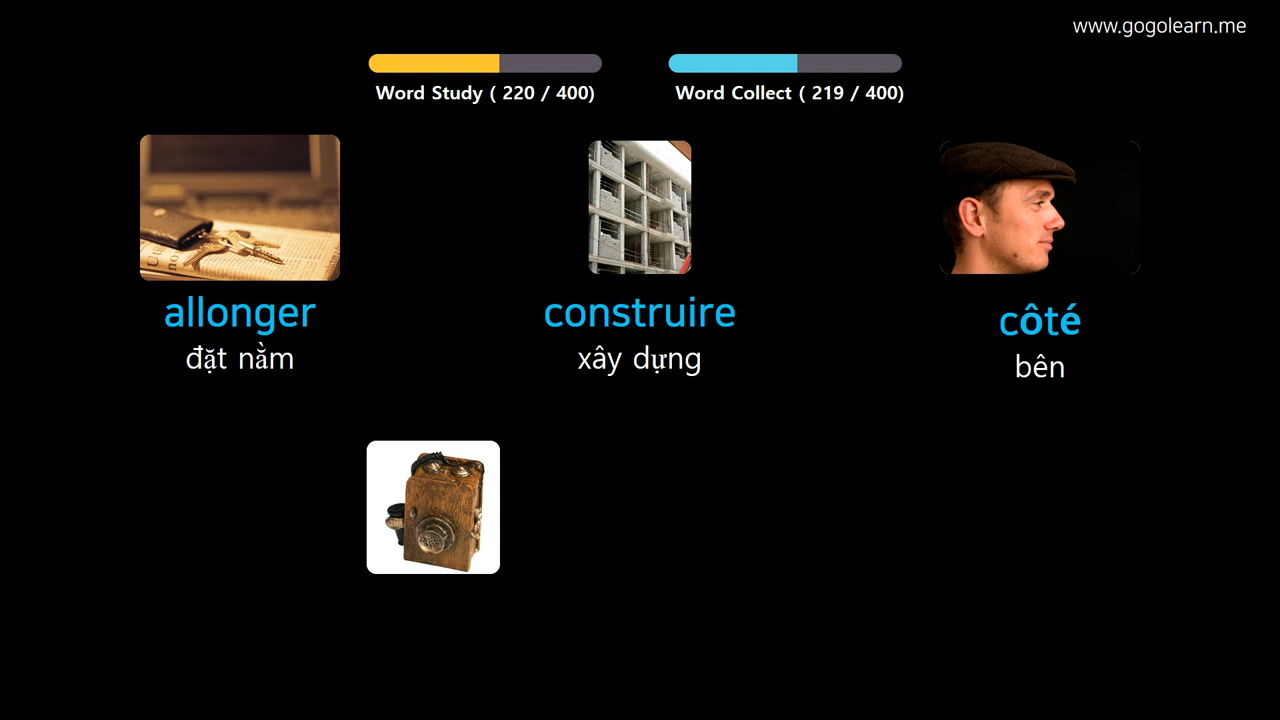 www.gogolearn.me
Word Study ( 220 / 400)
Word Collect ( 219 / 400)
allonger
construire
côté
đặt nằm
xây dựng
bên